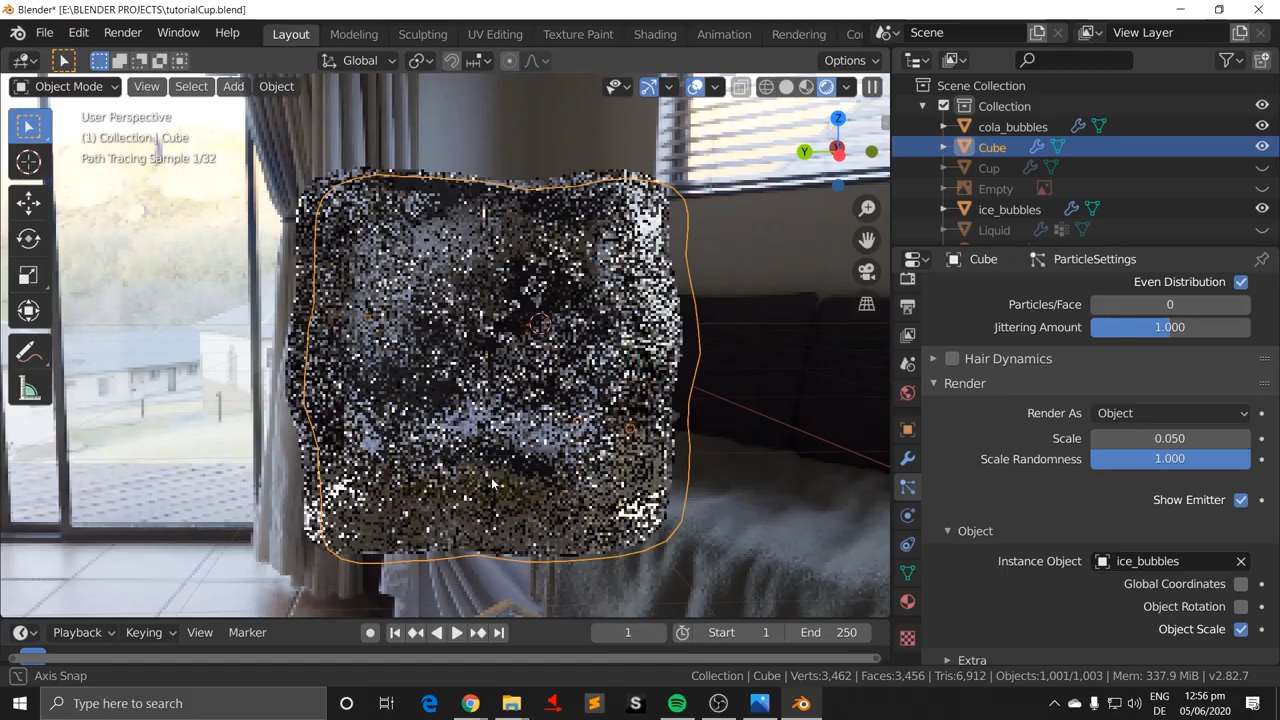 Blender* [E:\BLENDER PROJECTS\tutorialCup.blend]
File Edit Render Window Help
Layout Modeling Sculpting UV Editing Texture Paint Shading Animation Rendering Co
Scene View Layer
Global Options
Object Mode View Select Add Object
User Perspective
(1) Collection | Cube
Path Tracing Sample 1/32
Z
Y
Scene Collection
Collection
cola_bubbles
Cube
Cup
Empty
ice_bubbles
Liquid
Cube ParticleSettings
Even Distribution
Particles/Face 0
Jittering Amount 1.000
Hair Dynamics
Render
Render As Object
Scale 0.050
Scale Randomness 1.000
Show Emitter
Object
Instance Object ice_bubbles
Global Coordinates
Object Rotation
Object Scale
Extra
Playback Keying View Marker 1 Start 1 End 250
Axis Snap Collection | Cube | Verts:3,462 | Faces:3,456 | Tris:6,912 | Objects:1,001/1,003 | Mem: 337.9 MiB | v2.82.7
Type here to search
ENG 12:56 pm
IN 05/06/2020